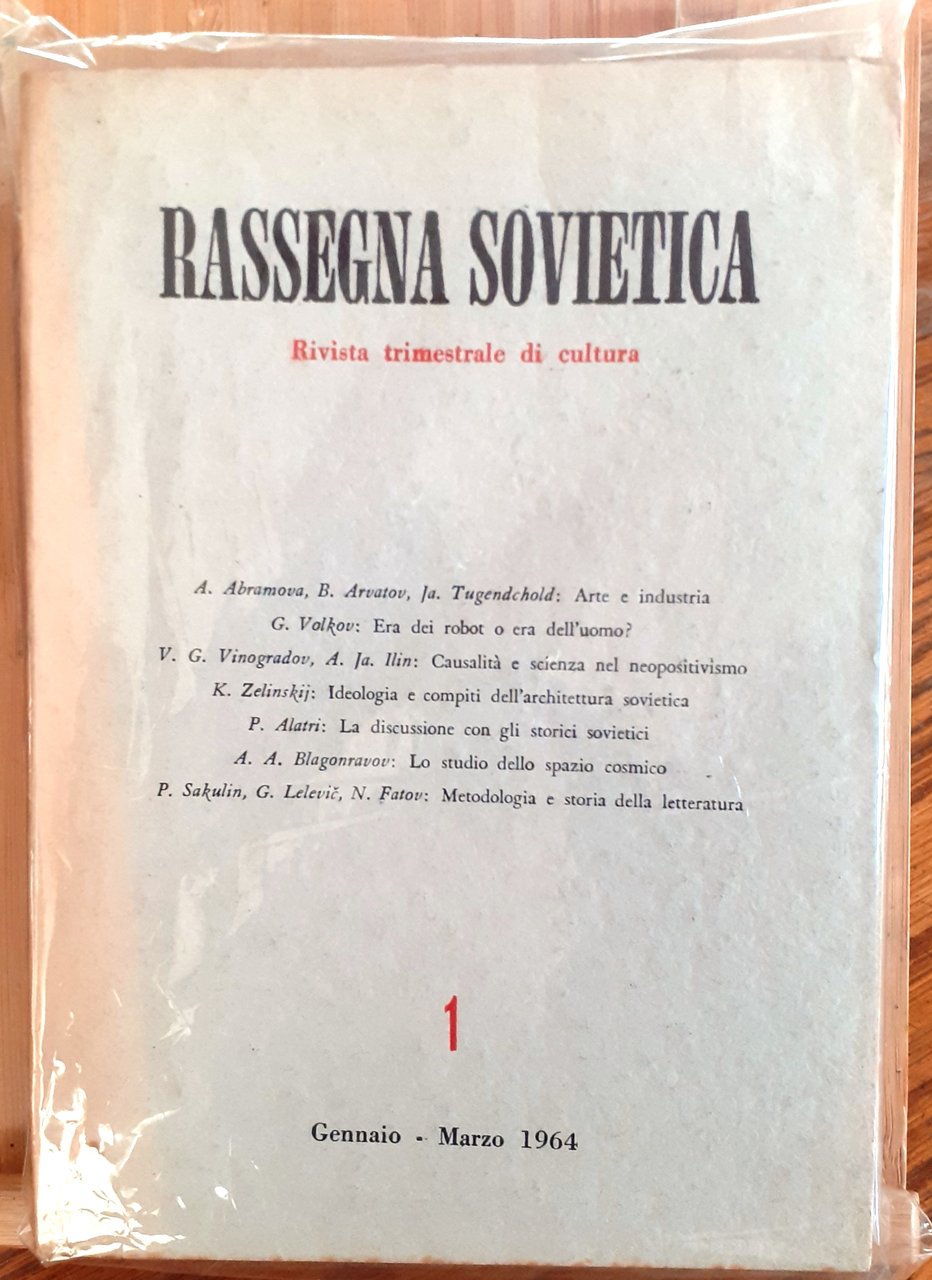 RASSEGNA SOVIETICA
Rivista trimestrale di cultura
A. Abramova, B. Arvatov, Ja. Tugendchold: Arte e industria
G. Volkov: Era dei robot o era dell'uomo?
V. G. Vinogradov, A. Ja. Ilin: Causalità e scienza nel neopositivismo
K. Zelinskij: Ideologia e compiti dell'architettura sovietica
P. Alatri: La discussione con gli storici sovietici
A. A. Blagonravov: Lo studio dello spazio cosmico
P. Sakulin, G. Lelevič, N. Fatov: Metodologia e storia della letteratura
1
Gennaio - Marzo 1964